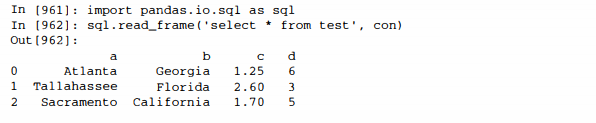 In [961]: import pandas.io.sql as sql
In [962]: sql.read_frame('select * from test', con)
Out[962]:
             a           b     c  d
0      Atlanta     Georgia  1.25  6
1  Tallahassee     Florida  2.60  3
2   Sacramento  California  1.70  5